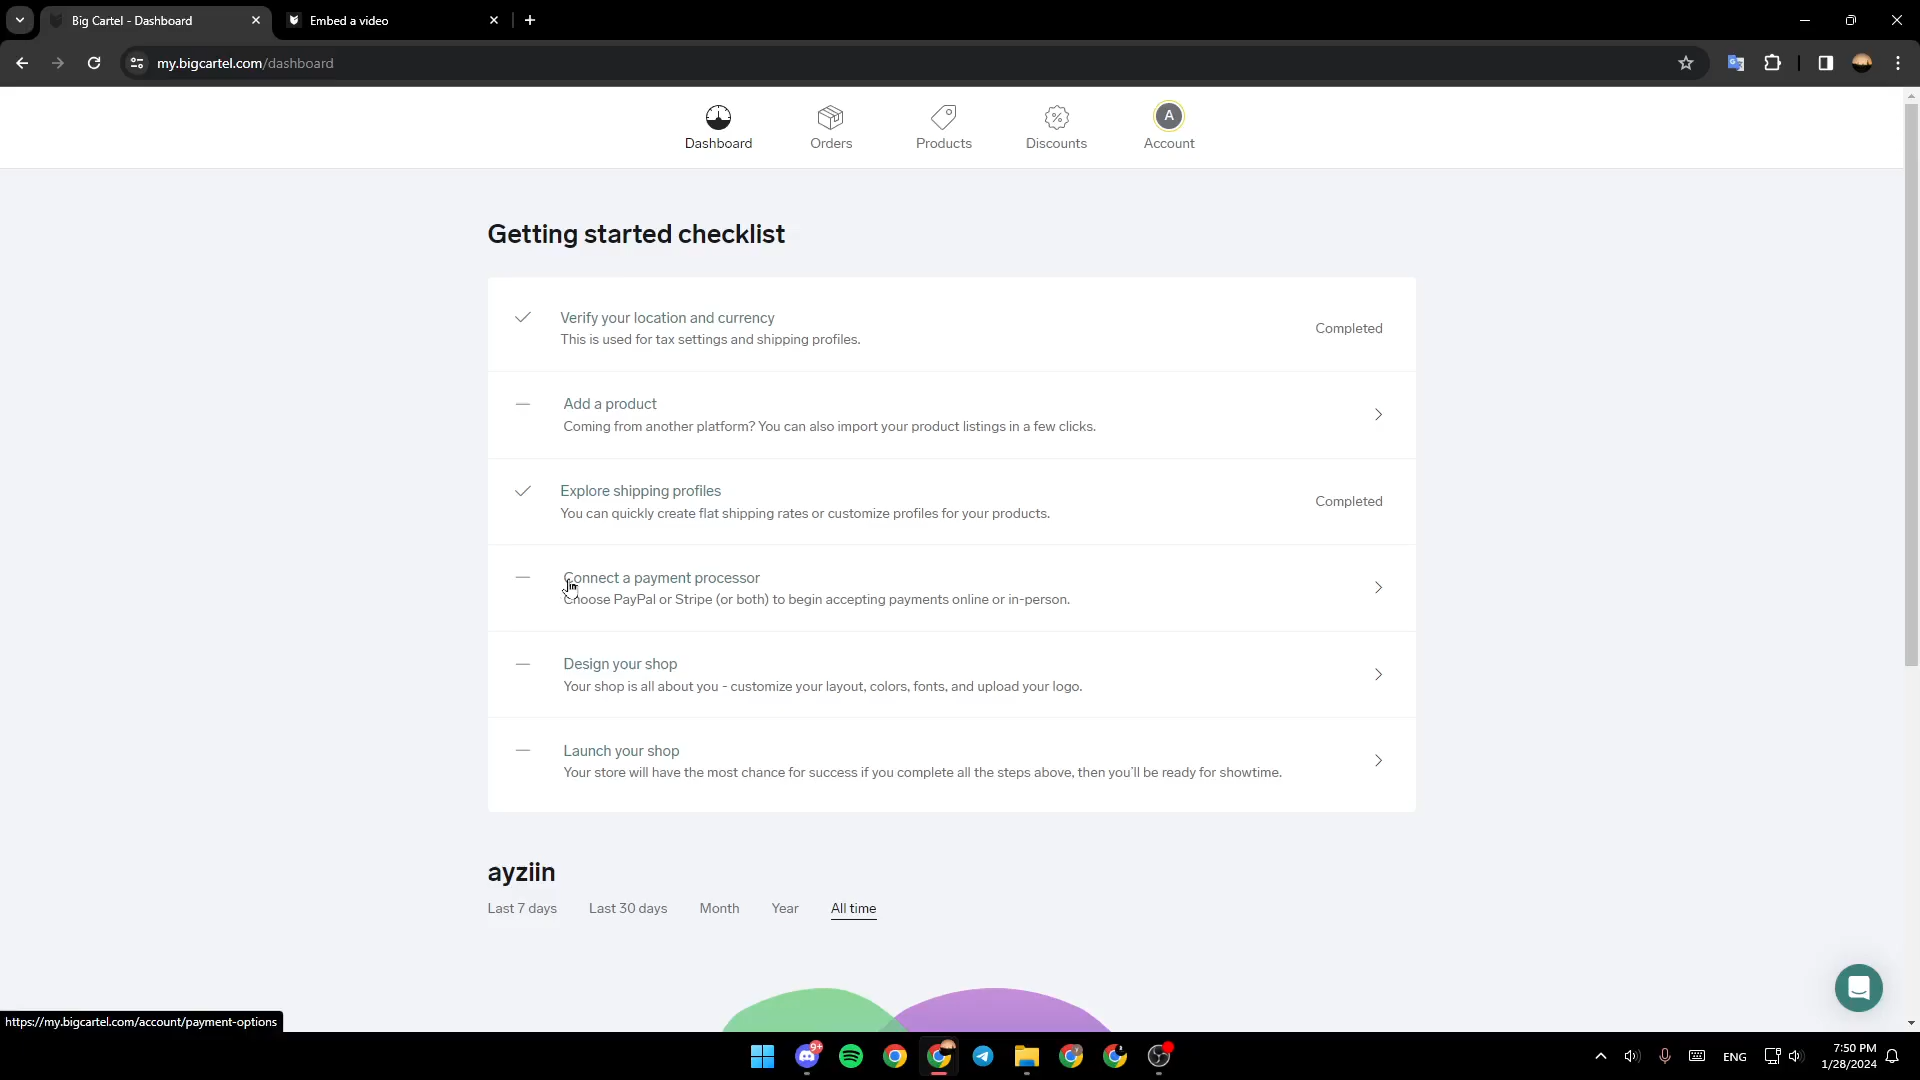 Big Cartel - Dashboard
Embed a video
my.bigcartel.com/dashboard
Dashboard
Orders
Products
Discounts
A
Account
Getting started checklist
Verify your location and currency
This is used for tax settings and shipping profiles.
Completed
Add a product
Coming from another platform? You can also import your product listings in a few clicks.
Explore shipping profiles
You can quickly create flat shipping rates or customize profiles for your products.
Completed
Connect a payment processor
Choose PayPal or Stripe (or both) to begin accepting payments online or in-person.
Design your shop
Your shop is all about you - customize your layout, colors, fonts, and upload your logo.
Launch your shop
Your store will have the most chance for success if you complete all the steps above, then you'll be ready for showtime.
ayziin
Last 7 days
Last 30 days
Month
Year
All time
https://my.bigcartel.com/account/payment-options
9+
ENG
7:50 PM
1/28/2024